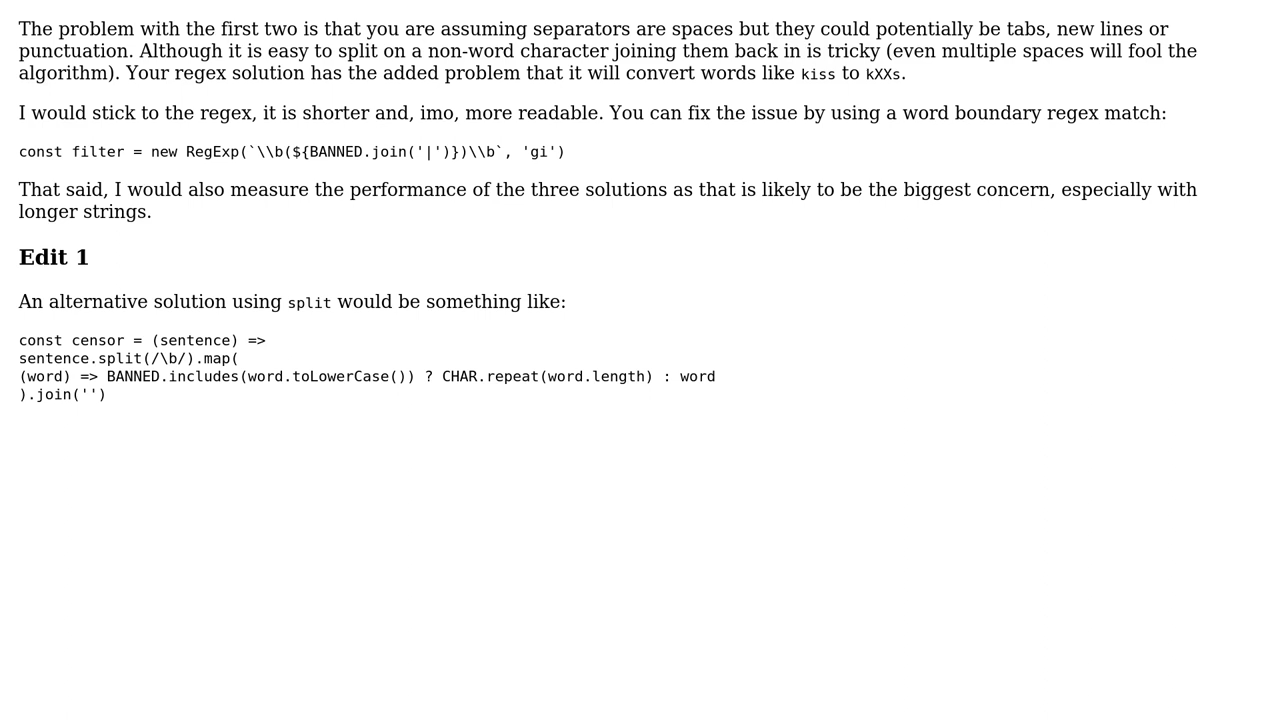 The problem with the first two is that you are assuming separators are spaces but they could potentially be tabs, new lines or
punctuation. Although it is easy to split on a non-word character joining them back in is tricky (even multiple spaces will fool the
algorithm). Your regex solution has the added problem that it will convert words like kiss to kXXs.
I would stick to the regex, it is shorter and, imo, more readable. You can fix the issue by using a word boundary regex match:
const filter = new RegExp(`\\b(${BANNED.join('|')})\\b`, 'gi')
That said, I would also measure the performance of the three solutions as that is likely to be the biggest concern, especially with
longer strings.
Edit 1
An alternative solution using split would be something like:
const censor = (sentence) =>
sentence.split(/\b/).map(
(word) => BANNED.includes(word.toLowerCase()) ? CHAR.repeat(word.length) : word
).join('')